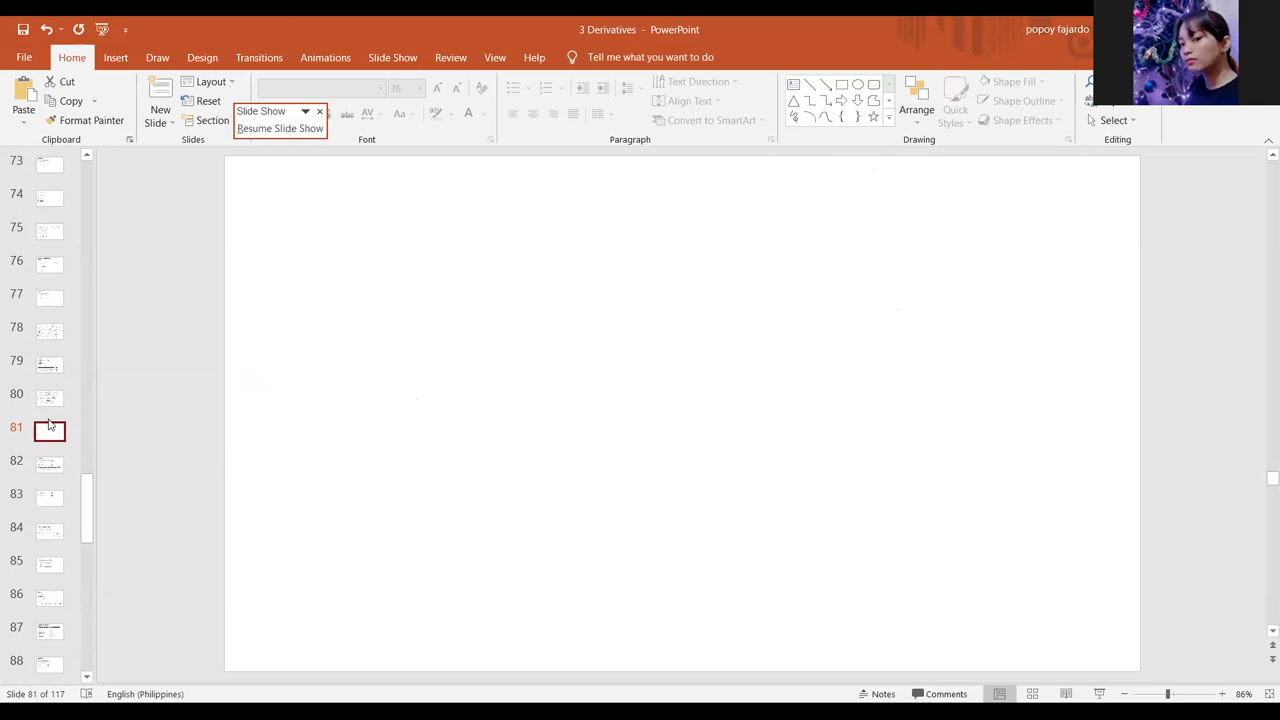 3 Derivatives - PowerPoint
popoy fajardo
File Home Insert Draw Design Transitions Animations Slide Show Review View Help Tell me what you want to do
Paste
Cut
Copy
Format Painter
Clipboard
New Slide
Layout
Reset
Section
Slides
Slide Show
Resume Slide Show
36
Aa
Font
Text Direction
Align Text
Convert to SmartArt
Paragraph
Arrange
Quick Styles
Shape Fill
Shape Outline
Shape Effects
Drawing
Select
Editing
73
74
75
76
77
78
79
80
81
82
83
84
85
86
87
88
Slide 81 of 117 English (Philippines) Notes Comments 86%